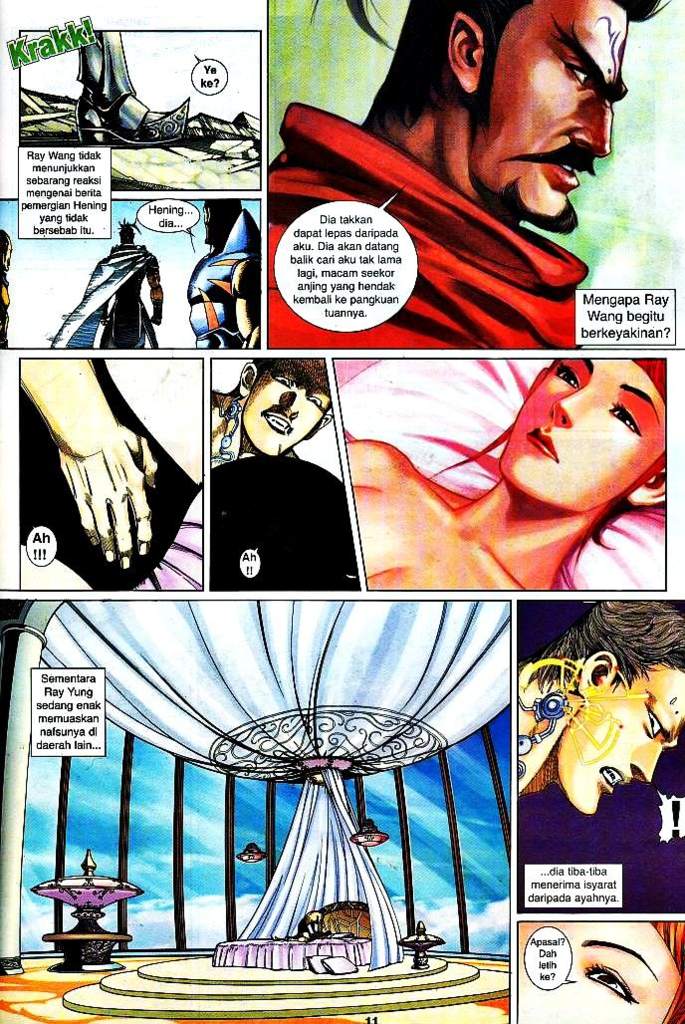 Krakk!
Ye
ke?
Ray Wang tidak
menunjukkan
sebarang reaksi
mengenai berita
pemergian Hening
yang tidak
bersebab itu.
Hening...
dia...
Dia takkan
dapat lepas daripada
aku. Dia akan datang
balik cari aku tak lama
lagi, macam seekor
anjing yang hendak
kembali ke pangkuan
tuannya.
Mengapa Ray
Wang begitu
berkeyakinan?
Ah
!!!
Ah
!!
Sementara
Ray Yung
sedang enak
memuaskan
nafsunya di
daerah lain...
!
...dia tiba-tiba
menerima isyarat
daripada ayahnya.
Apasal?
Dah
letih
ke?
11